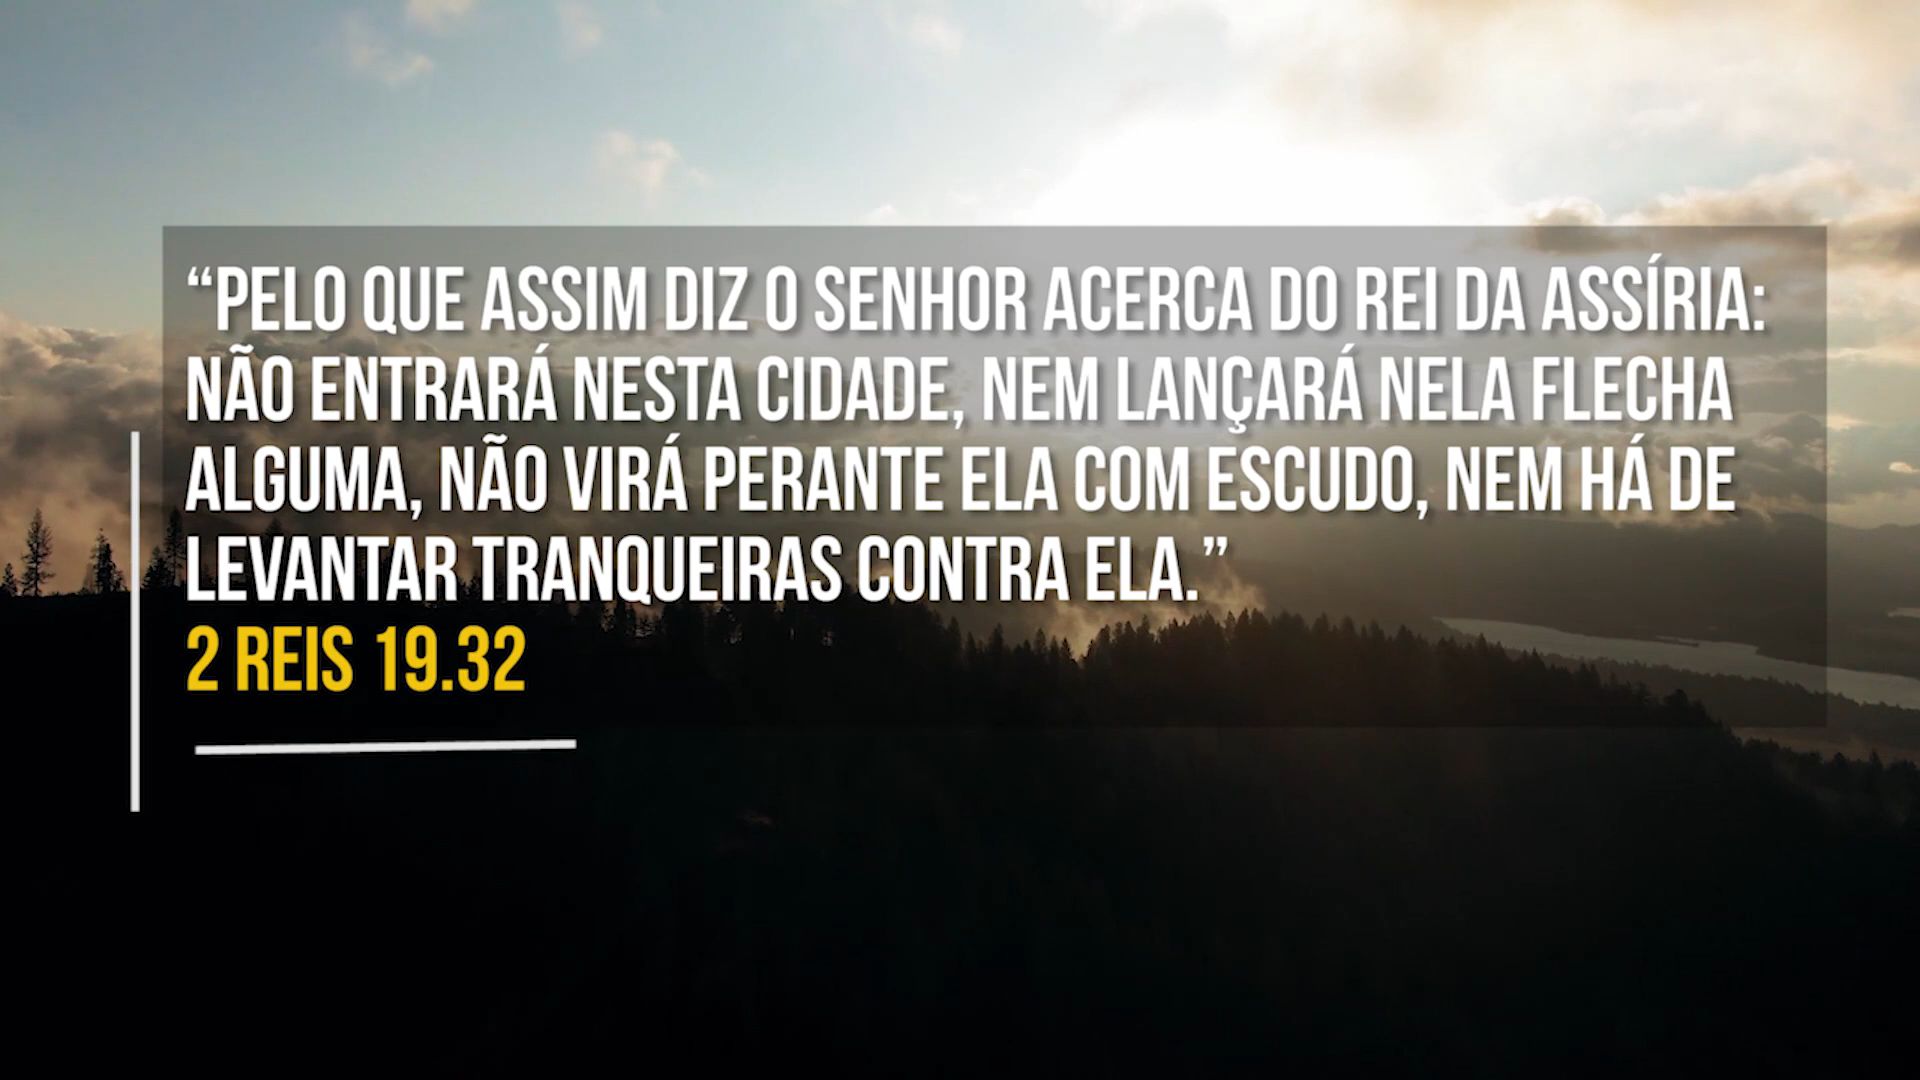 “PELO QUE ASSIM DIZ O SENHOR ACERCA DO REI DA ASSÍRIA:
NÃO ENTRARÁ NESTA CIDADE, NEM LANÇARÁ NELA FLECHA
ALGUMA, NÃO VIRÁ PERANTE ELA COM ESCUDO, NEM HÁ DE
LEVANTAR TRANQUEIRAS CONTRA ELA.”
2 REIS 19.32